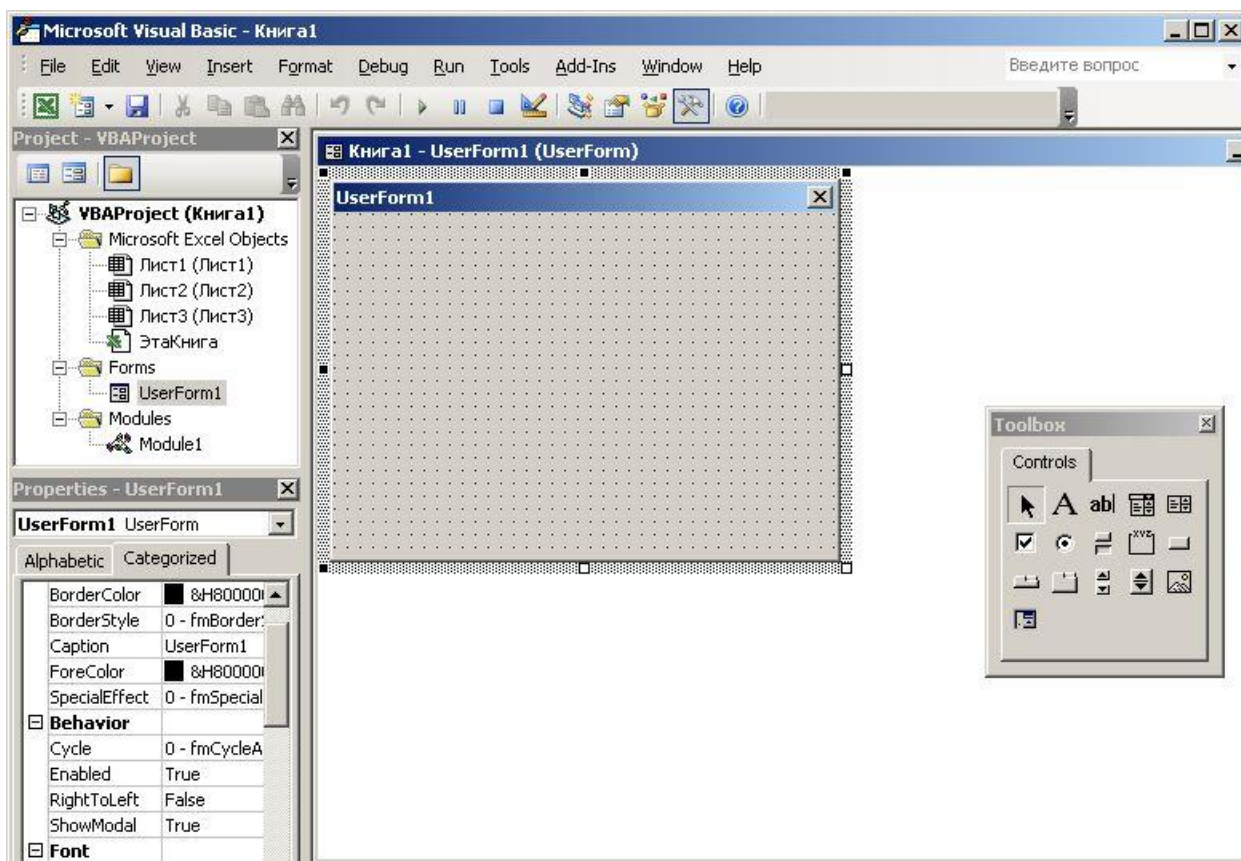 Microsoft Visual Basic - Книга1
File Edit View Insert Format Debug Run Tools Add-Ins Window Help Введите вопрос
Project - VBAProject
VBAProject (Книга1)
Microsoft Excel Objects
Лист1 (Лист1)
Лист2 (Лист2)
Лист3 (Лист3)
ЭтаКнига
Forms
UserForm1
Modules
Module1
Properties - UserForm1
UserForm1 UserForm
Alphabetic Categorized
BorderColor &H80000
BorderStyle 0 - fmBorder
Caption UserForm1
ForeColor &H80000
SpecialEffect 0 - fmSpecial
Behavior
Cycle 0 - fmCycleA
Enabled True
RightToLeft False
ShowModal True
Font
Книга1 - UserForm1 (UserForm)
UserForm1
Toolbox
Controls
A abl
xyz